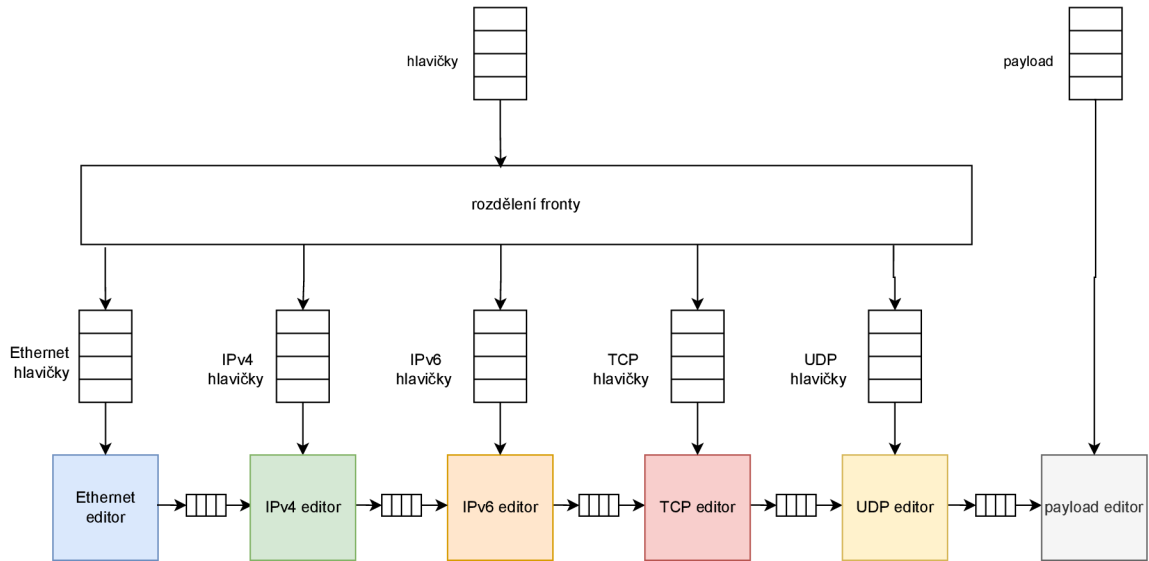 hlavičky
payload
rozdělení fronty
Ethernet
hlavičky
IPv4
hlavičky
IPv6
hlavičky
TCP
hlavičky
UDP
hlavičky
Ethernet
editor
IPv4 editor
IPv6 editor
TCP editor
UDP editor
payload editor